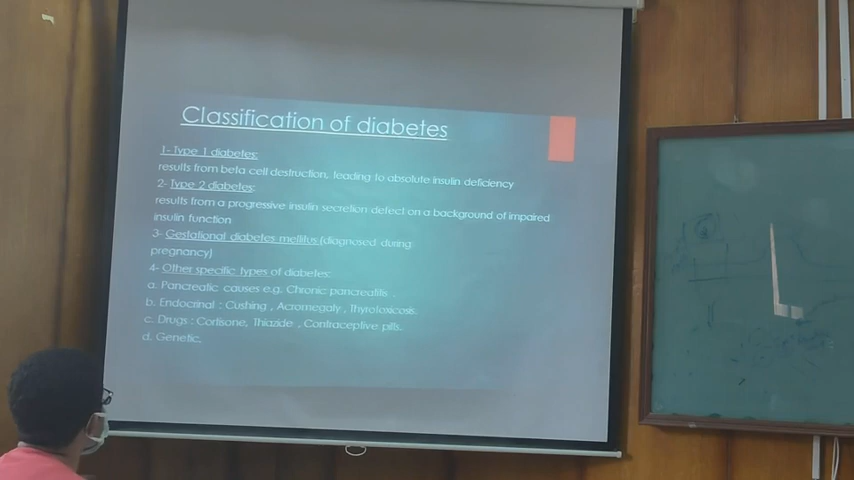 Classification of diabetes
1- Type 1 diabetes:
results from beta cell destruction, leading to absolute insulin deficiency
2- Type 2 diabetes:
results from a progressive insulin secretion defect on a background of impaired
insulin function
3- Gestational diabetes mellitus (diagnosed during
pregnancy)
4- Other specific types of diabetes:
a. Pancreatic causes e.g. Chronic pancreatitis .
b. Endocrinal : Cushing , Acromegaly , Thyrotoxicosis.
c. Drugs : Cortisone, Thiazide , Contraceptive pills.
d. Genetic.